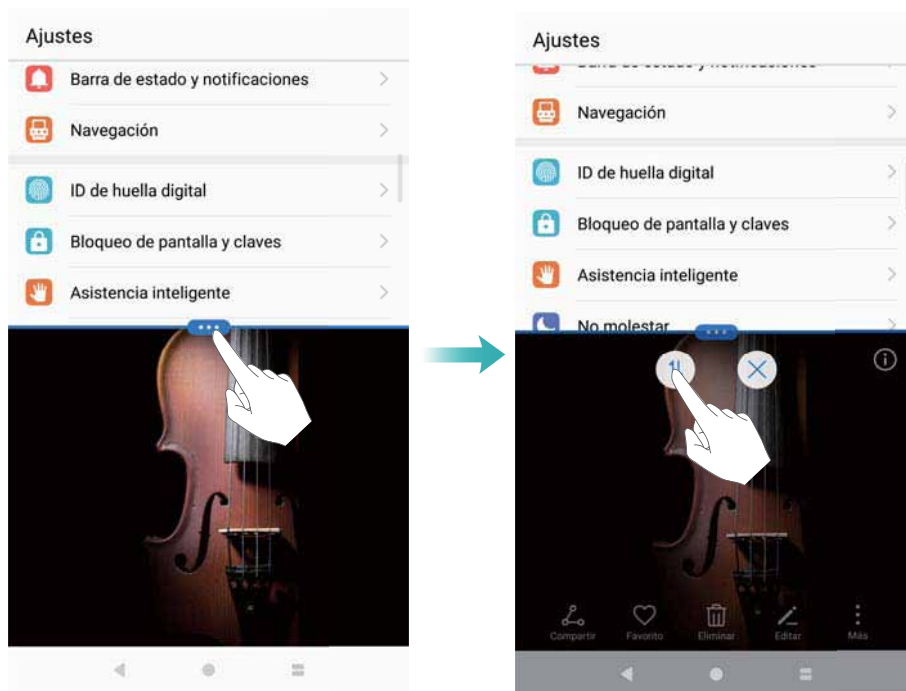 Ajustes
Barra de estado y notificaciones
Navegación
ID de huella digital
Bloqueo de pantalla y claves
Asistencia inteligente
Ajustes
Navegación
ID de huella digital
Bloqueo de pantalla y claves
Asistencia inteligente
No molestar
Compartir Favorito Eliminar Editar Más